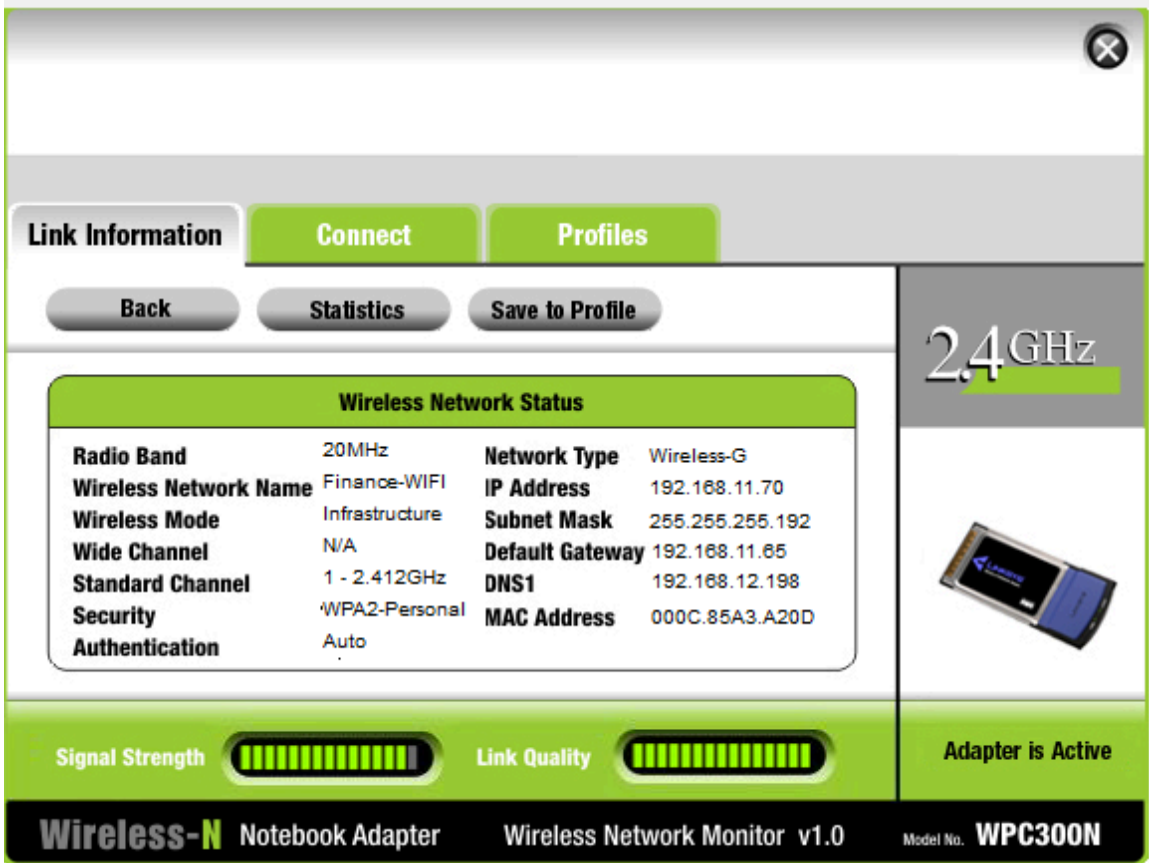 Link Information
Connect
Profiles
Back
Statistics
Save to Profile
2.4GHz
Wireless Network Status
Radio Band 20MHz
Wireless Network Name Finance-WIFI
Wireless Mode Infrastructure
Wide Channel N/A
Standard Channel 1 - 2.412GHz
Security WPA2-Personal
Authentication Auto
Network Type Wireless-G
IP Address 192.168.11.70
Subnet Mask 255.255.255.192
Default Gateway 192.168.11.65
DNS1 192.168.12.198
MAC Address 000C.85A3.A20D
LINKSYS
Signal Strength
Link Quality
Adapter is Active
Wireless-N Notebook Adapter Wireless Network Monitor v1.0 Model No. WPC300N